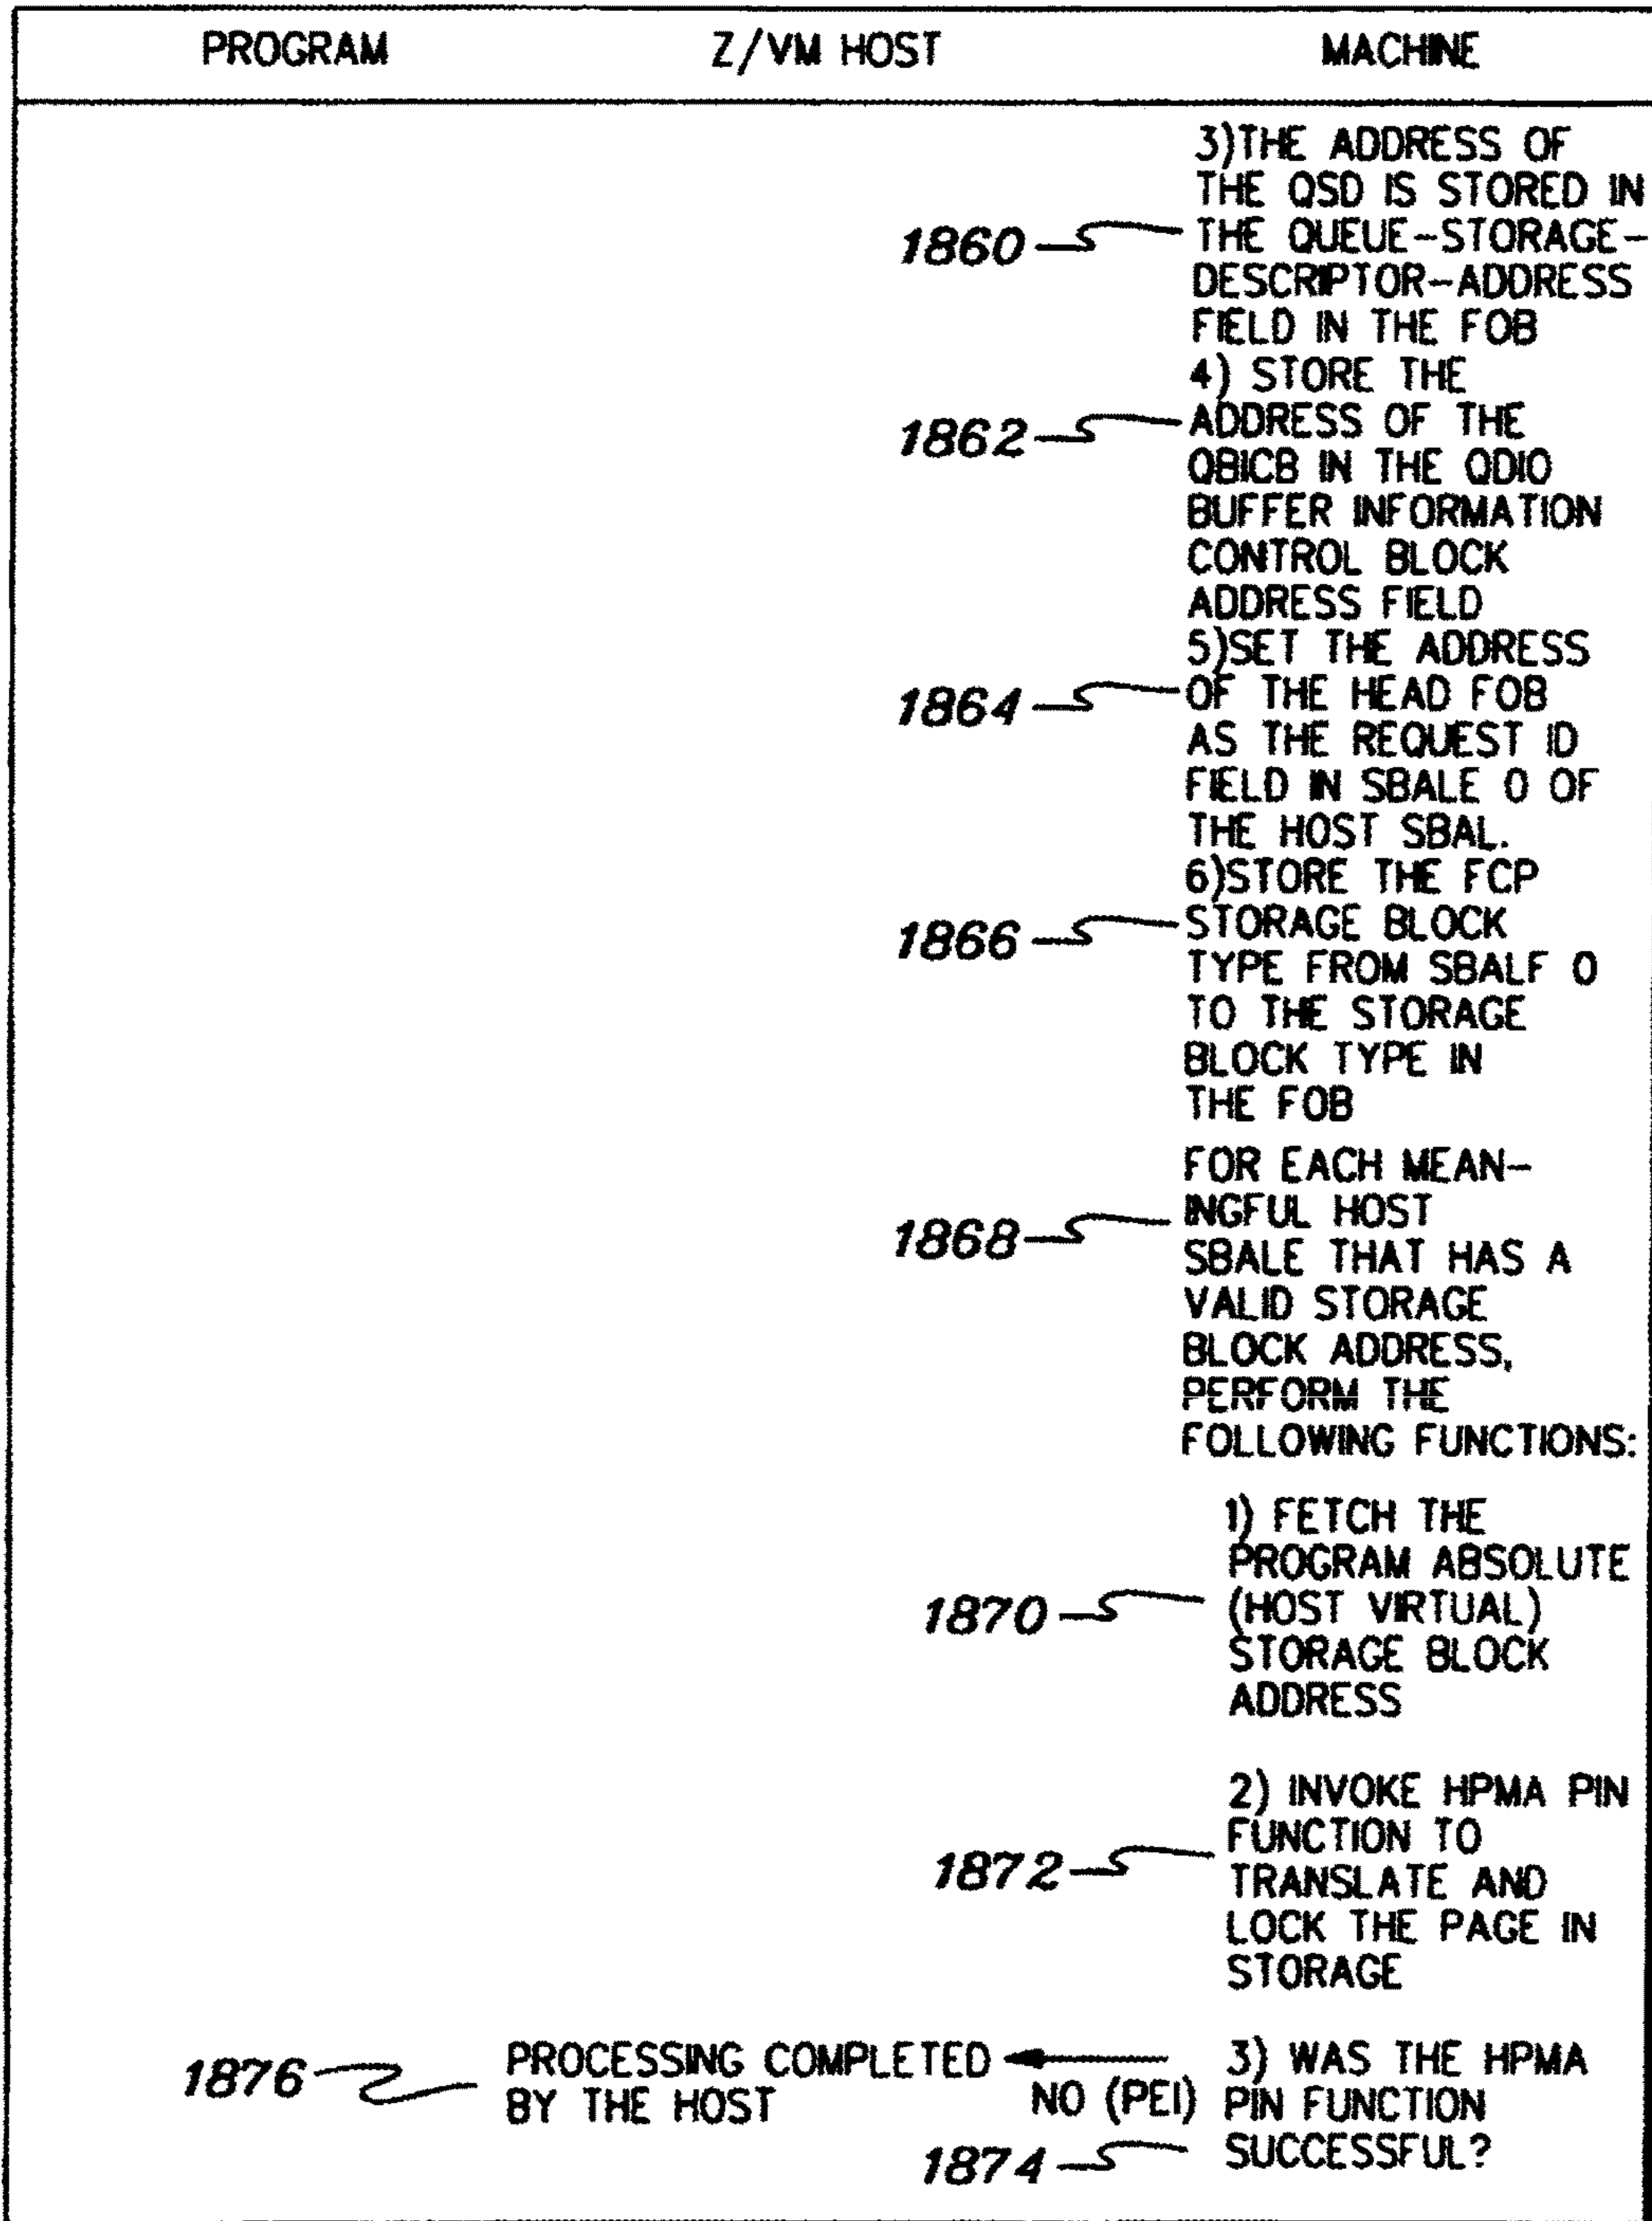 PROGRAM Z/VM HOST MACHINE
3)THE ADDRESS OF
THE QSD IS STORED IN
1860 THE QUEUE-STORAGE-
DESCRIPTOR-ADDRESS
FIELD IN THE FOB
4) STORE THE
1862 ADDRESS OF THE
QBICB IN THE QDIO
BUFFER INFORMATION
CONTROL BLOCK
ADDRESS FIELD
5)SET THE ADDRESS
1864 OF THE HEAD FOB
AS THE REQUEST ID
FIELD IN SBALE 0 OF
THE HOST SBAL.
6)STORE THE FCP
1866 STORAGE BLOCK
TYPE FROM SBALF 0
TO THE STORAGE
BLOCK TYPE IN
THE FOB
FOR EACH MEAN-
1868 INGFUL HOST
SBALE THAT HAS A
VALID STORAGE
BLOCK ADDRESS,
PERFORM THE
FOLLOWING FUNCTIONS:
1) FETCH THE
PROGRAM ABSOLUTE
1870 (HOST VIRTUAL)
STORAGE BLOCK
ADDRESS
2) INVOKE HPMA PIN
FUNCTION TO
1872 TRANSLATE AND
LOCK THE PAGE IN
STORAGE
1876 PROCESSING COMPLETED 3) WAS THE HPMA
BY THE HOST NO (PEI) PIN FUNCTION
1874 SUCCESSFUL?